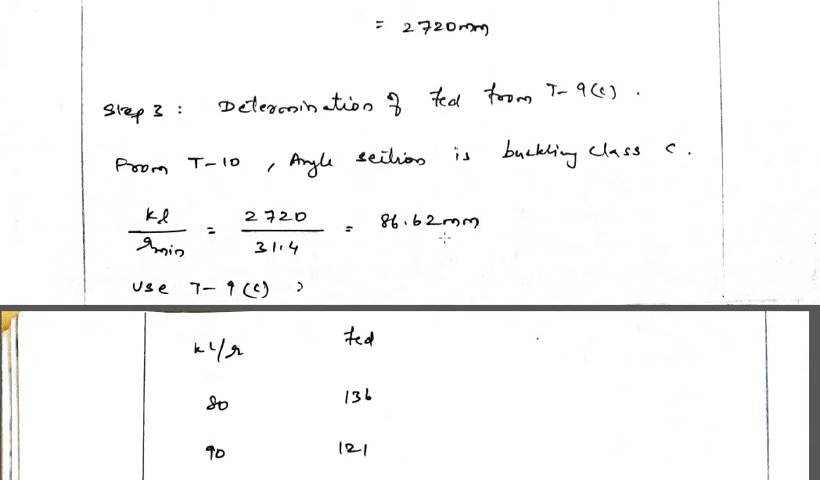 = 2720mm
Step 3 : Determination of fcd from T-9(c) .
From T-10 , Angle section is buckling class c .
kl / rmin = 2720 / 31.4 = 86.62mm
Use T-9(c) ,
kL/r fcd
80 136
90 121